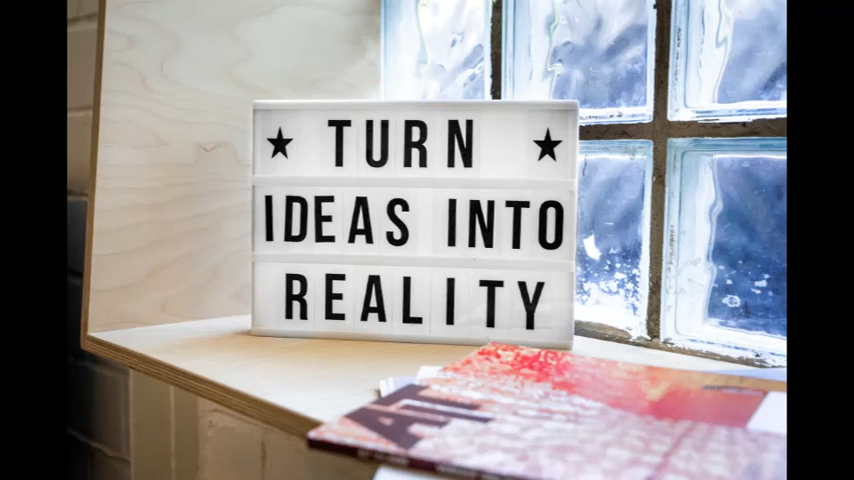 ★ TURN ★
IDEAS INTO
REALITY